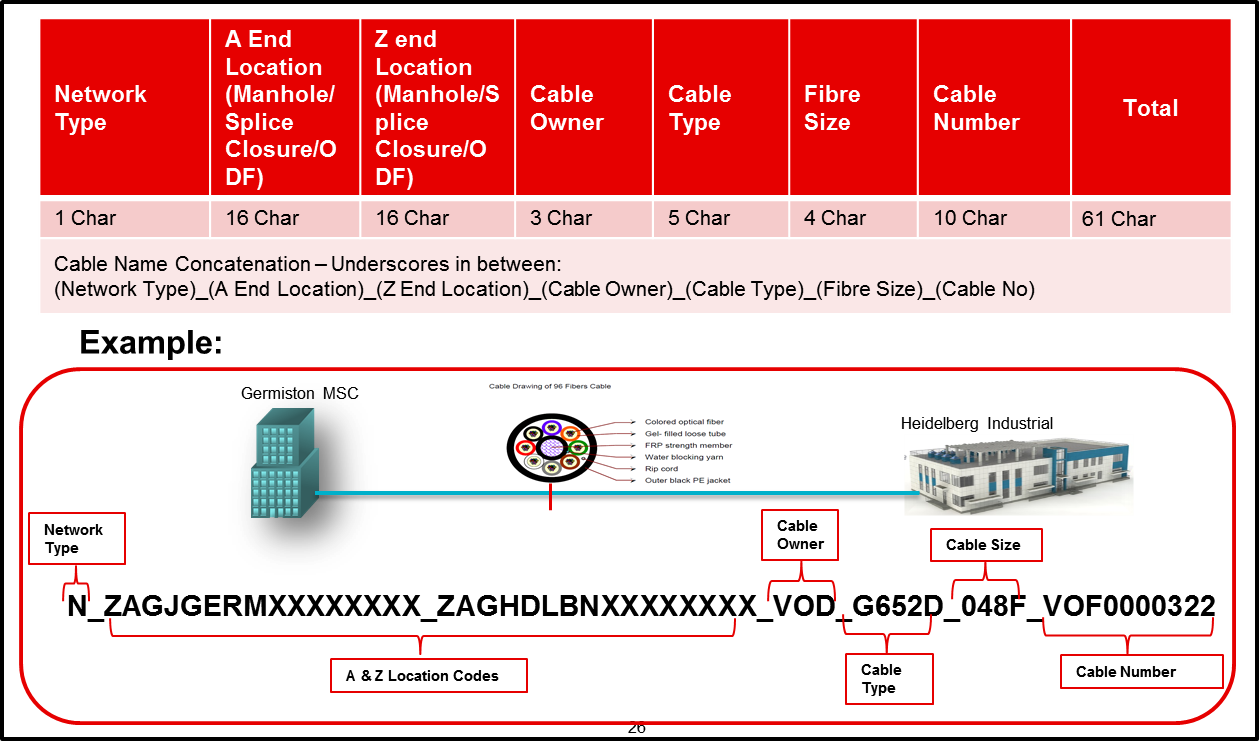 Network
Type
A End
Location
(Manhole/
Splice
Closure/O
DF)
Z end
Location
(Manhole/S
plice
Closure/O
DF)
Cable
Owner
Cable
Type
Fibre
Size
Cable
Number
Total
1 Char
16 Char
16 Char
3 Char
5 Char
4 Char
10 Char
61 Char
Cable Name Concatenation – Underscores in between:
(Network Type)_(A End Location)_(Z End Location)_(Cable Owner)_(Cable Type)_(Fibre Size)_(Cable No)
Example:
Germiston MSC
Cable Drawing of 96 Fibers Cable
Colored optical fiber
Gel- filled loose tube
FRP strength member
Water blocking yarn
Rip cord
Outer black PE jacket
Heidelberg Industrial
Network
Type
Cable
Owner
Cable Size
N_ZAGJGERMXXXXXXXX_ZAGHDLBNXXXXXXXX_VOD_G652D_048F_VOF0000322
A & Z Location Codes
Cable
Type
Cable Number
26